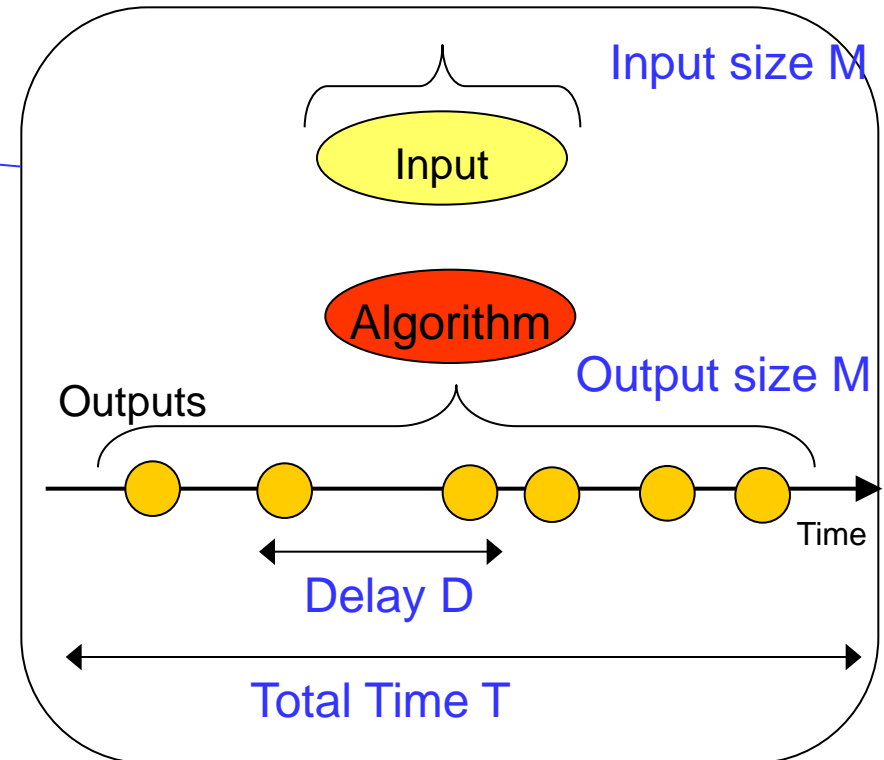 Input size M
Input
Algorithm
Output size M
Outputs
Time
Delay D
Total Time T